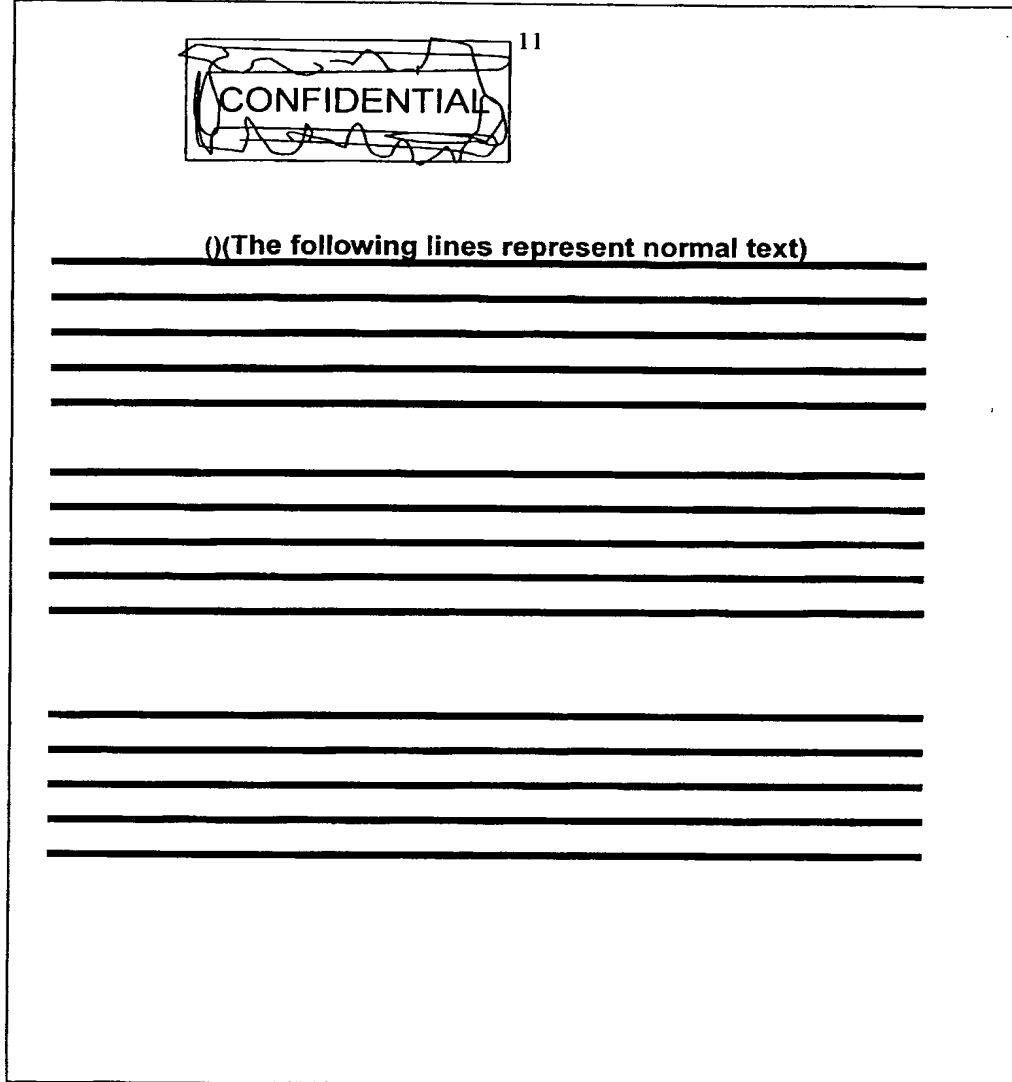 11
CONFIDENTIAL
()(The following lines represent normal text)